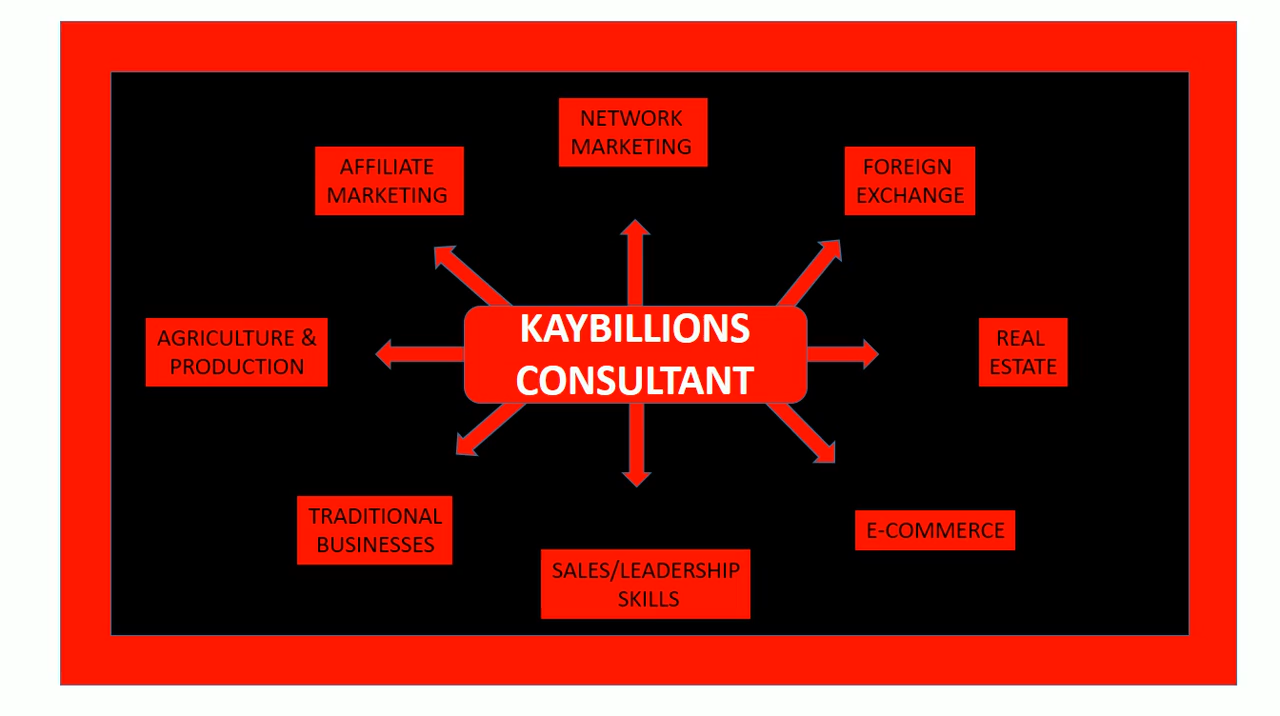 NETWORK
MARKETING
AFFILIATE
MARKETING
FOREIGN
EXCHANGE
KAYBILLIONS
CONSULTANT
AGRICULTURE &
PRODUCTION
REAL
ESTATE
TRADITIONAL
BUSINESSES
E-COMMERCE
SALES/LEADERSHIP
SKILLS